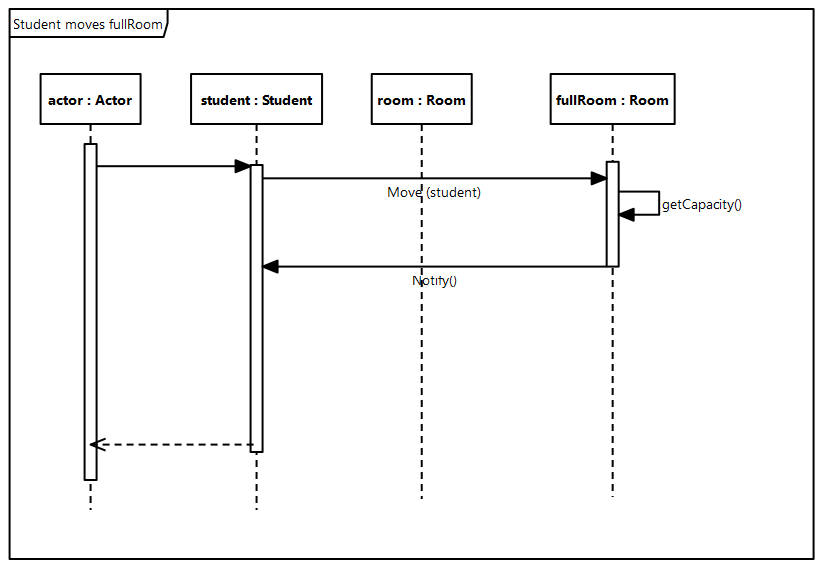 Student moves fullRoom
actor : Actor
student : Student
room : Room
fullRoom : Room
Move (student)
getCapacity()
Notify()